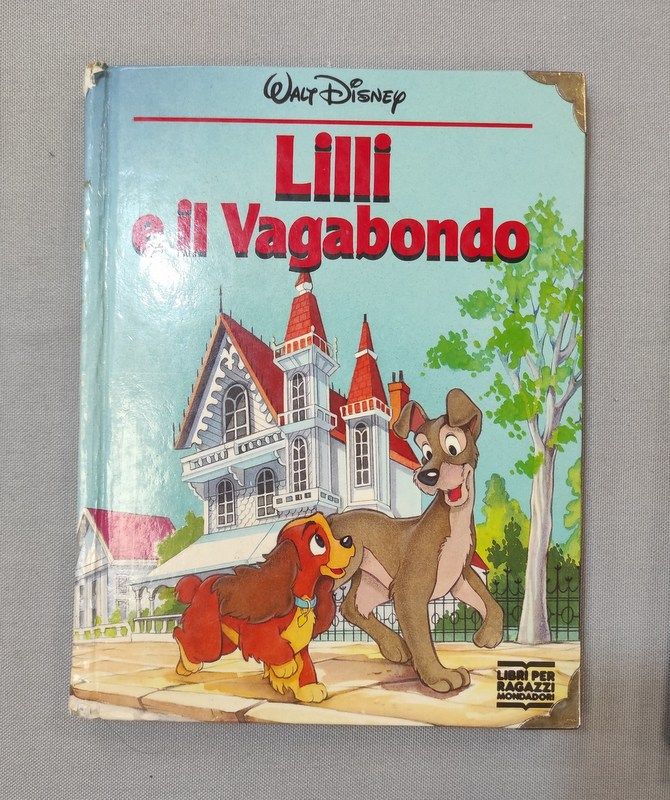 Walt Disney
Lilli
e il Vagabondo
LIBRI PER
RAGAZZI
MONDADORI